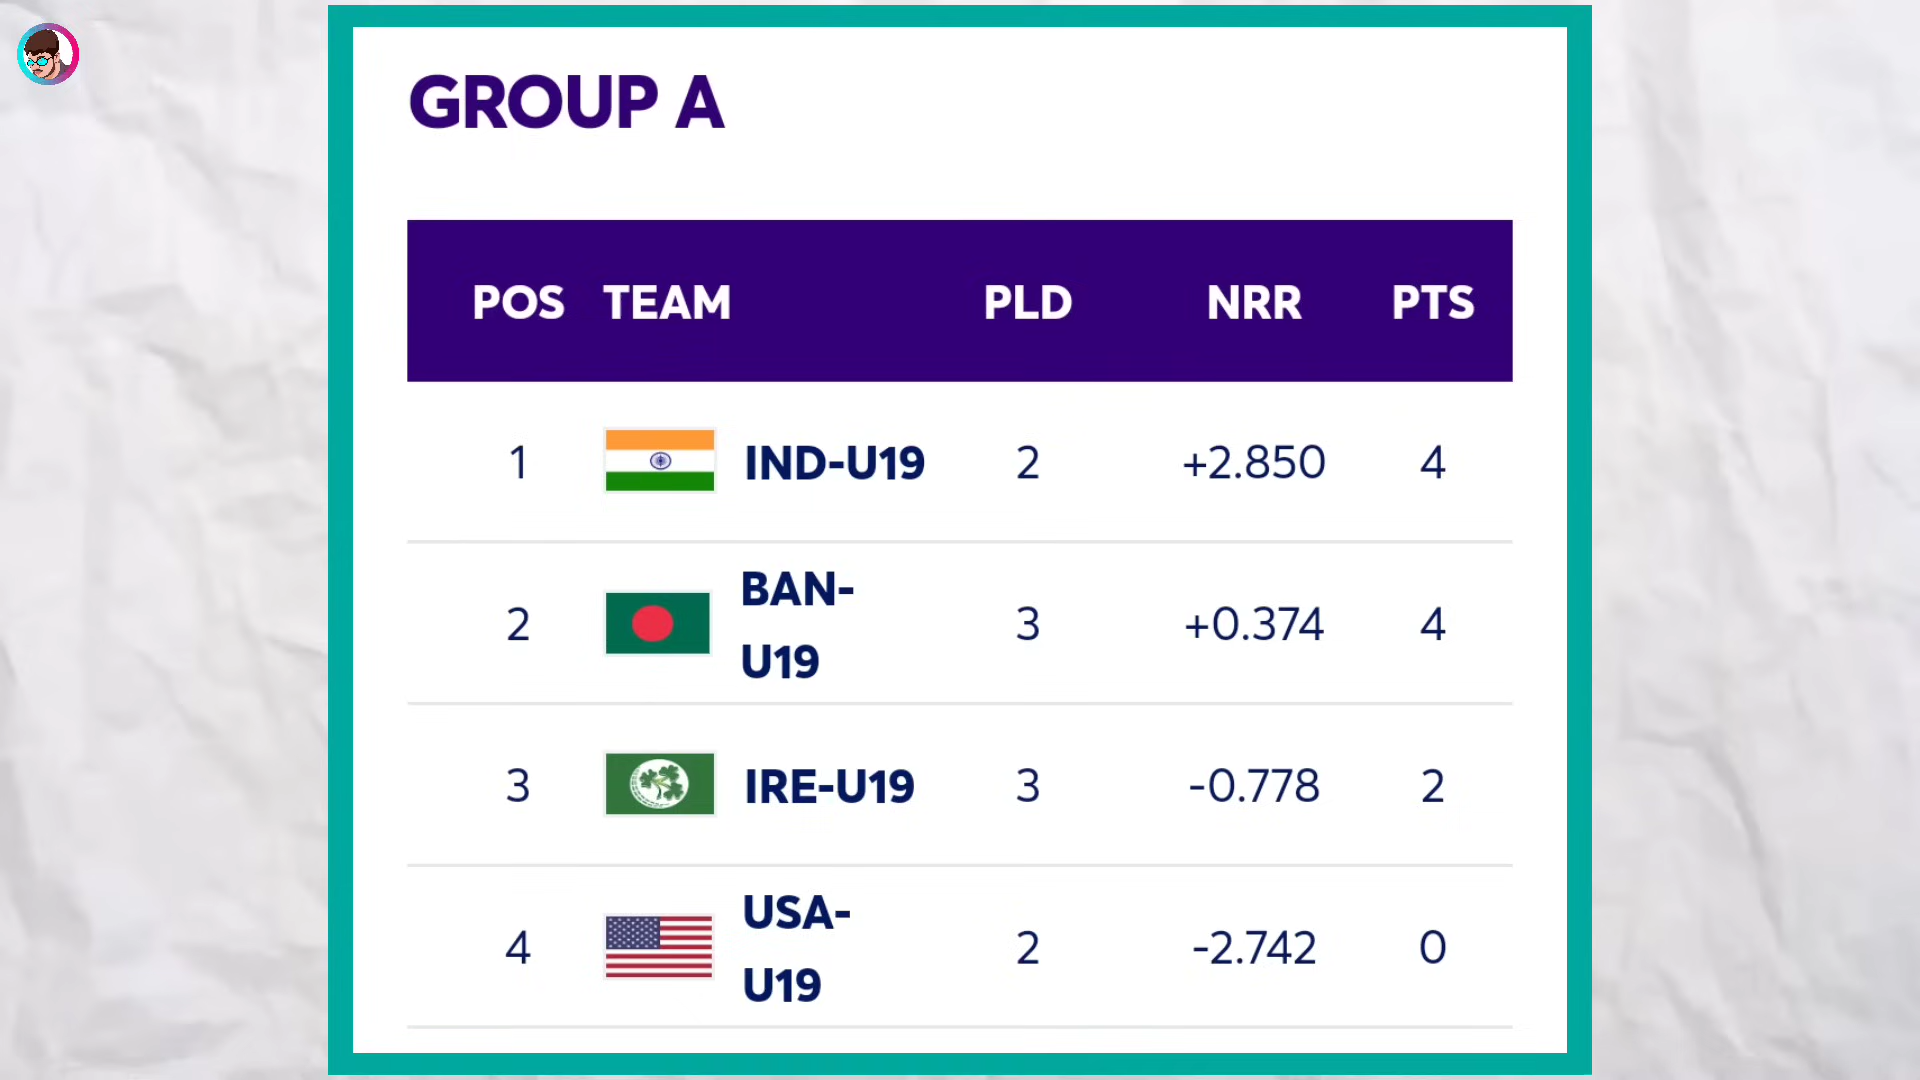 GROUP A
POS TEAM PLD NRR PTS
1 IND-U19 2 +2.850 4
BAN-
2 3 +0.374 4
U19
3 IRE-U19 3 -0.778 2
USA-
4 2 -2.742 0
U19